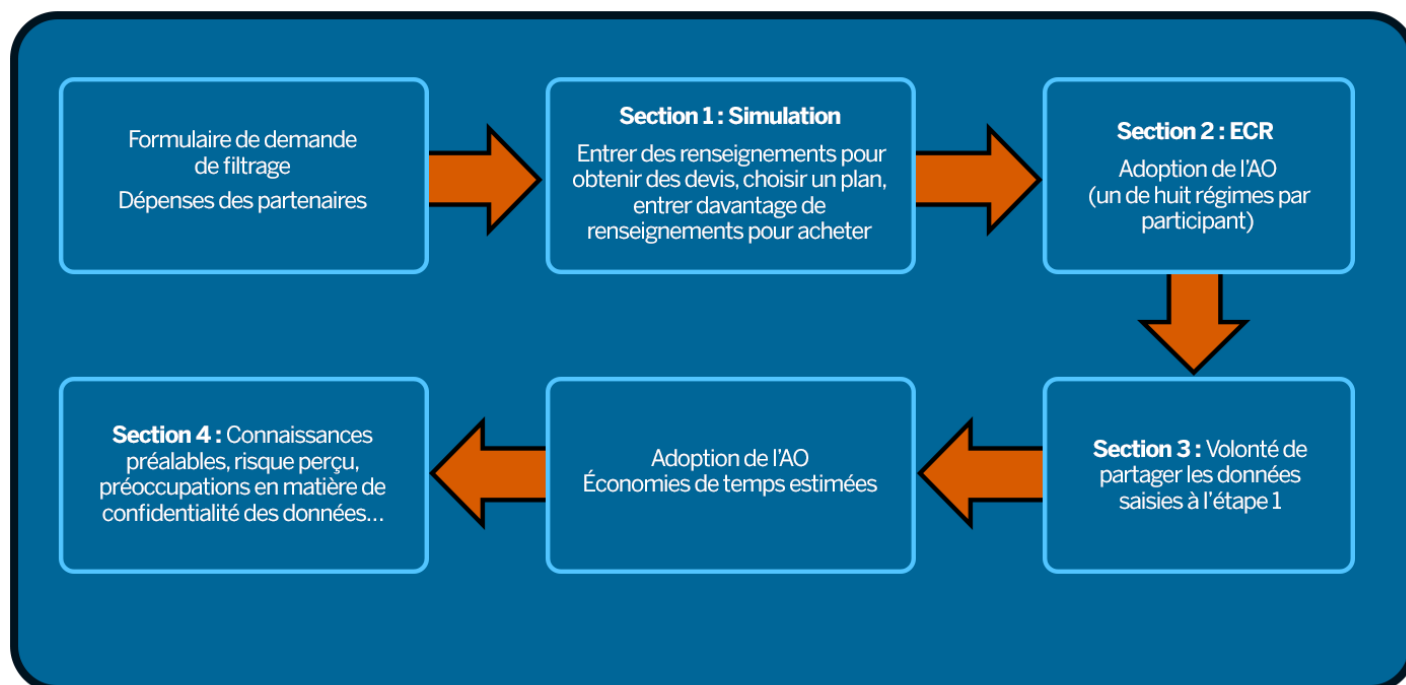 Formulaire de demande
de filtrage
Dépenses des partenaires
Section 1 : Simulation
Entrer des renseignements pour
obtenir des devis, choisir un plan,
entrer davantage de
renseignements pour acheter
Section 2 : ECR
Adoption de l’AO
(un de huit régimes par
participant)
Section 3 : Volonté de
partager les données
saisies à l’étape 1
Adoption de l’AO
Économies de temps estimées
Section 4 : Connaissances
préalables, risque perçu,
préoccupations en matière de
confidentialité des données…